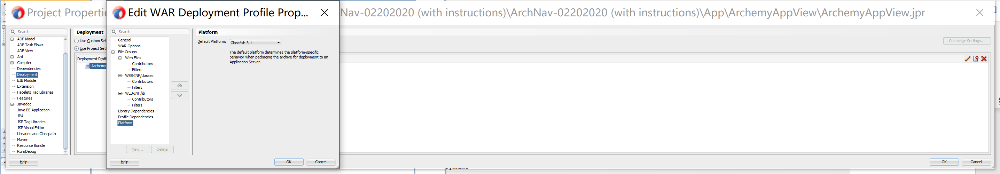 Project Propertie
Edit WAR Deployment Profile Prop...
Nav-02202020 (with instructions)\ArchNav-02202020 (with instructions)\App\ArchemyAppView\ArchemyAppView.jpr
Search
ADF Model
ADF Task Flows
ADF View
Ant
Compiler
Dependencies
Deployment
EJB Module
Extension
Facelets Tag Libraries
Features
Javadoc
Java EE Application
JPA
JSP Tag Libraries
JSP Visual Editor
Libraries and Classpath
Maven
Resource Bundle
Run/Debug
Help
Deployment
Use Custom Set
Use Project Sett
Deployment Profi
Archemy
Search
General
WAR Options
File Groups
Web Files
Contributors
Filters
WEB-INF/classes
Contributors
Filters
WEB-INF/lib
Contributors
Filters
Library Dependencies
Profile Dependencies
Platform
New...
Delete
Help
Platform
Default Platform:
Glassfish 3.1
The default platform determines the platform-specific
behavior when packaging the archive for deployment to an
Application Server.
OK
Cancel
Customize Settings...
OK
Cancel